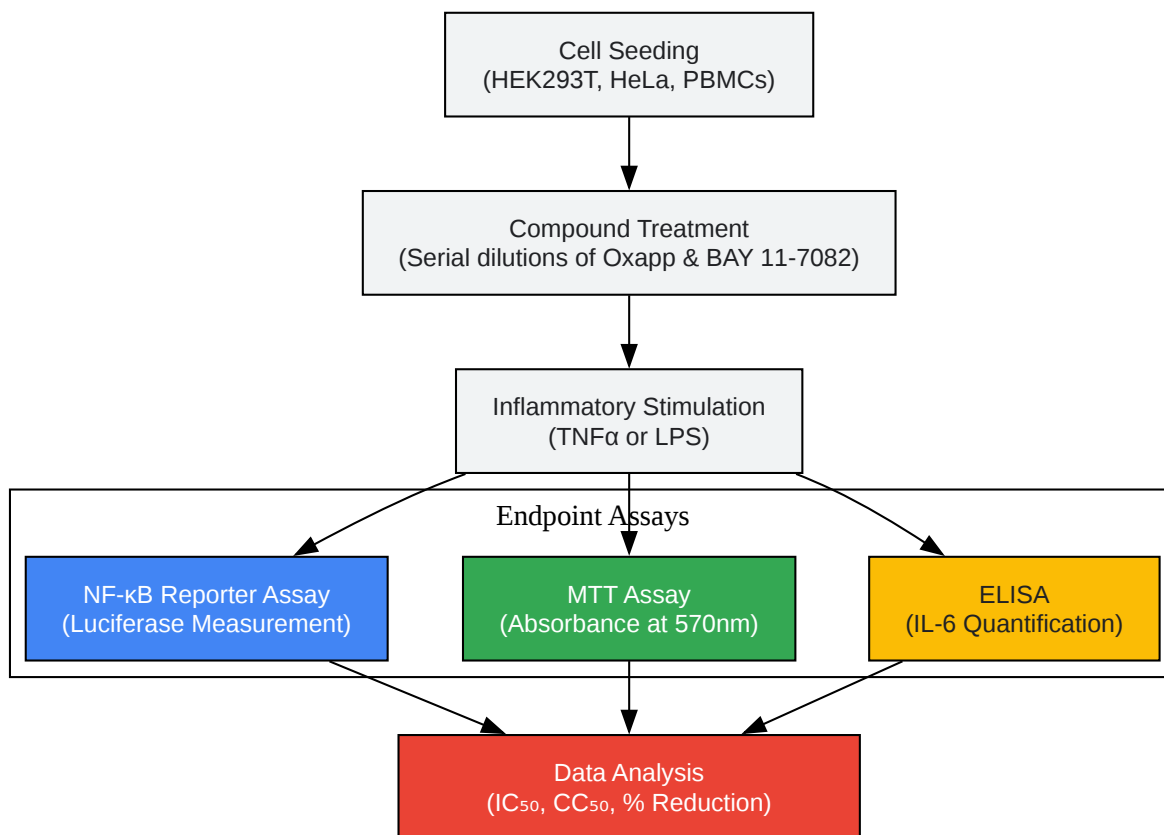 Cell Seeding
(HEK293T, HeLa, PBMCs)
Compound Treatment
(Serial dilutions of Oxapp & BAY 11-7082)
Inflammatory Stimulation
(TNFα or LPS)
Endpoint Assays
NF-κB Reporter Assay
(Luciferase Measurement)
MTT Assay
(Absorbance at 570nm)
ELISA
(IL-6 Quantification)
Data Analysis
(IC₅₀, CC₅₀, % Reduction)